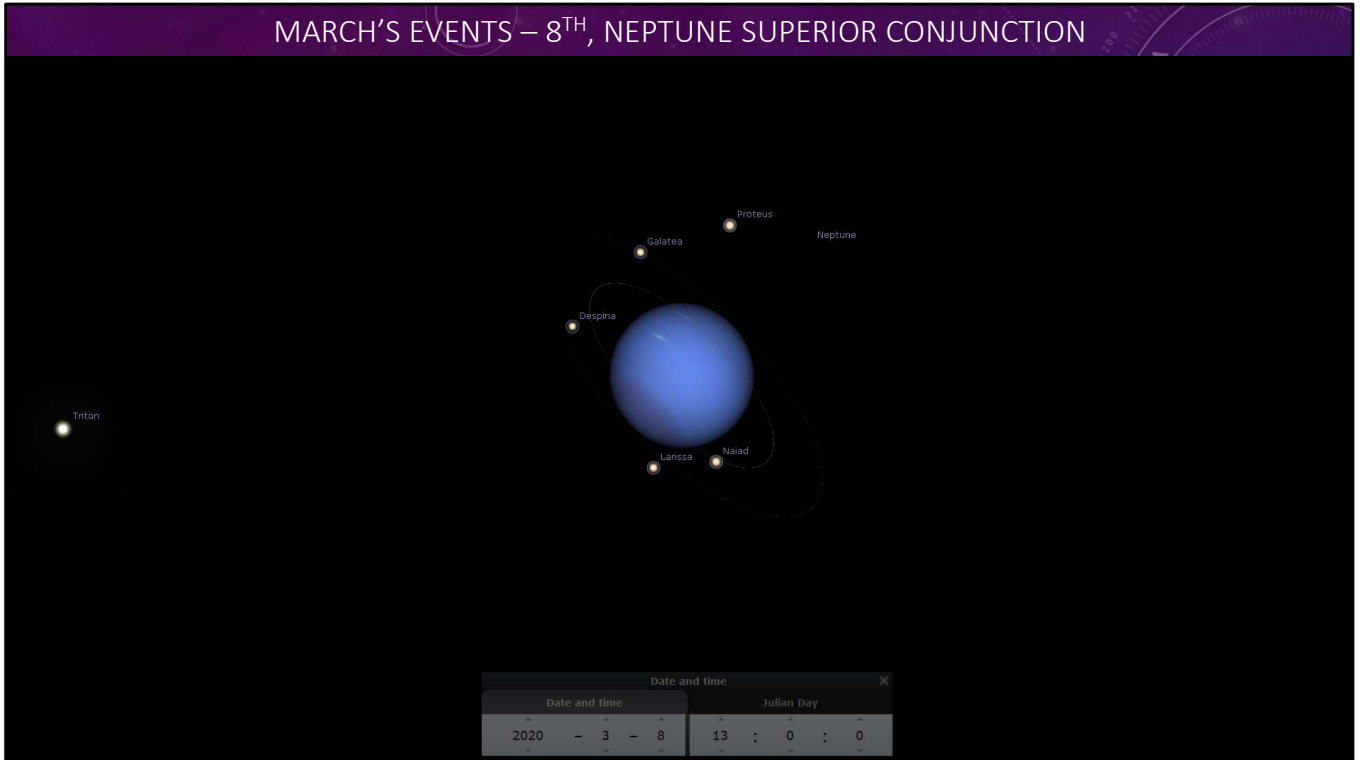 MARCH'S EVENTS – 8TH, NEPTUNE SUPERIOR CONJUNCTION
Proteus
Neptune
Galatea
Despina
Triton
Larissa
Naiad
Date and time
Date and time
Julian Day
2020 – 3 – 8 13 : 0 : 0